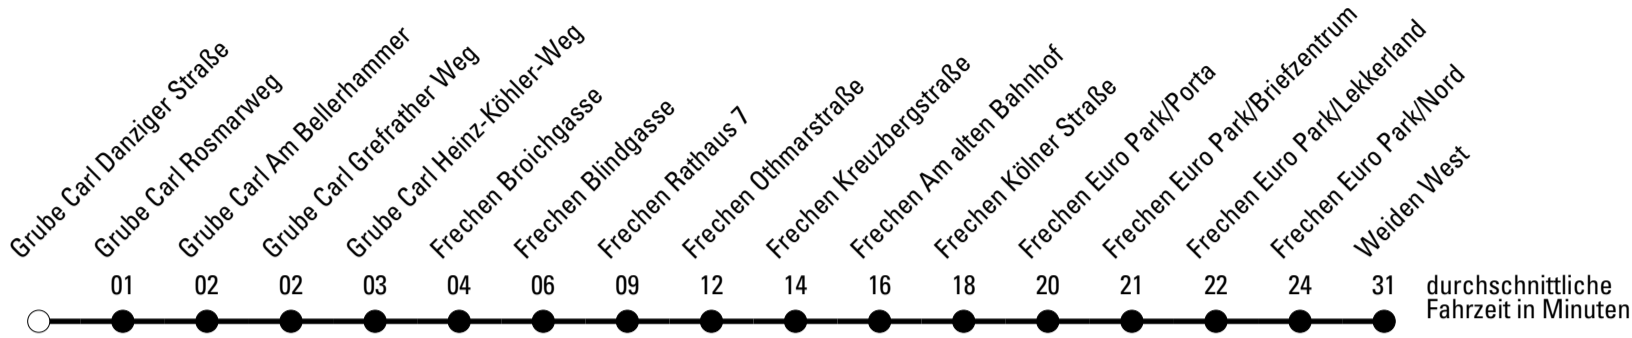 Grube Carl Danziger Straße
Grube Carl Rosmarweg
Grube Carl Am Bellerhammer
Grube Carl Grefrather Weg
Grube Carl Heinz-Köhler-Weg
Frechen Broichgasse
Frechen Blindgasse
Frechen Rathaus 7
Frechen Othmarstraße
Frechen Kreuzbergstraße
Frechen Am alten Bahnhof
Frechen Kölner Straße
Frechen Euro Park/Porta
Frechen Euro Park/Briefzentrum
Frechen Euro Park/Lekkerland
Frechen Euro Park/Nord
Weiden West
01 02 02 03 04 06 09 12 14 16 18 20 21 22 24 31 durchschnittliche
Fahrzeit in Minuten